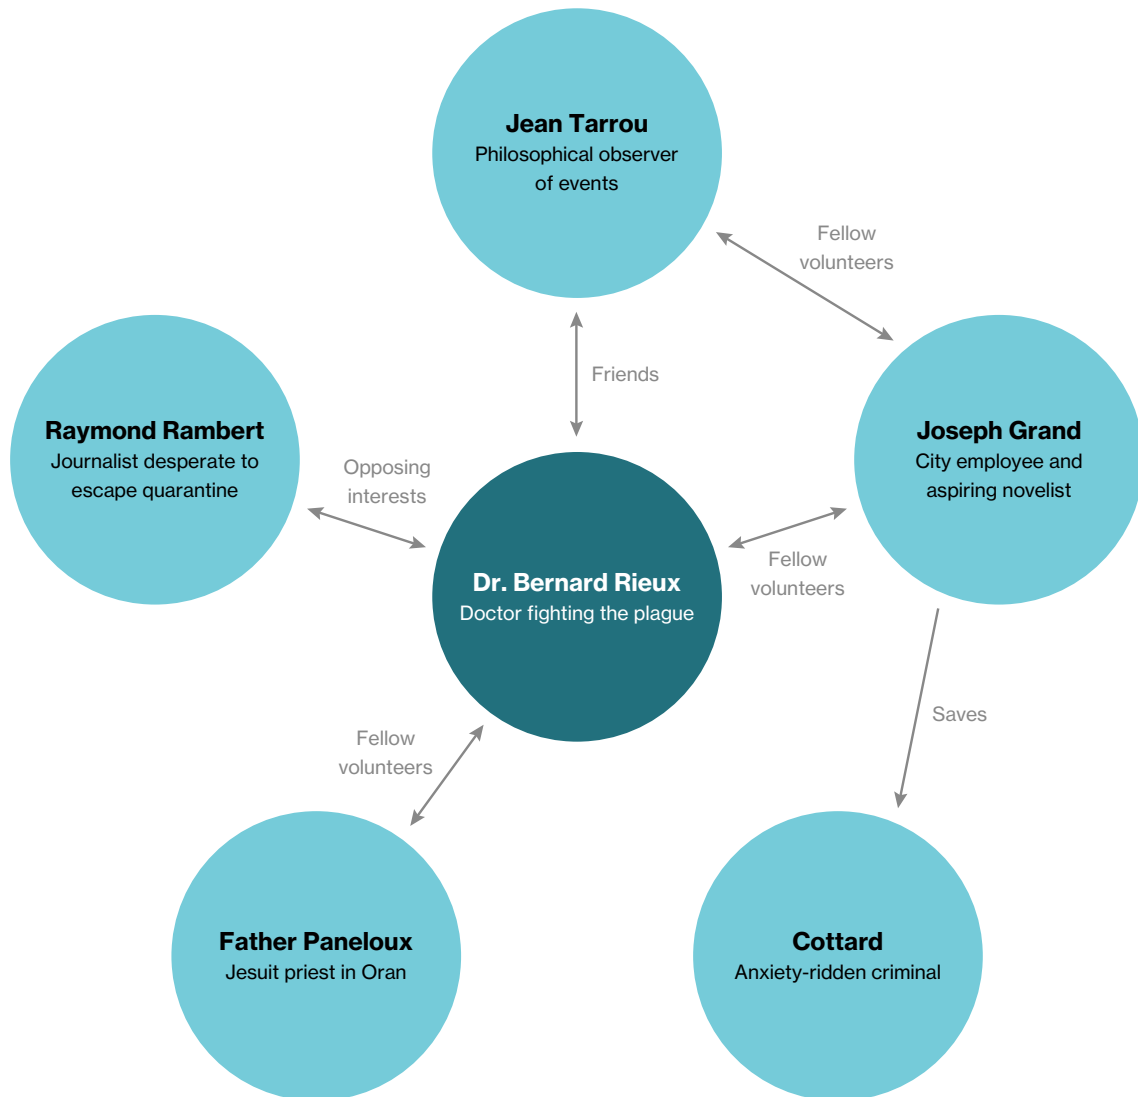 Jean Tarrou
Philosophical observer
of events
Fellow
volunteers
Friends
Raymond Rambert
Journalist desperate to
escape quarantine
Opposing
interests
Joseph Grand
City employee and
aspiring novelist
Dr. Bernard Rieux
Doctor fighting the plague
Fellow
volunteers
Saves
Fellow
volunteers
Father Paneloux
Jesuit priest in Oran
Cottard
Anxiety-ridden criminal